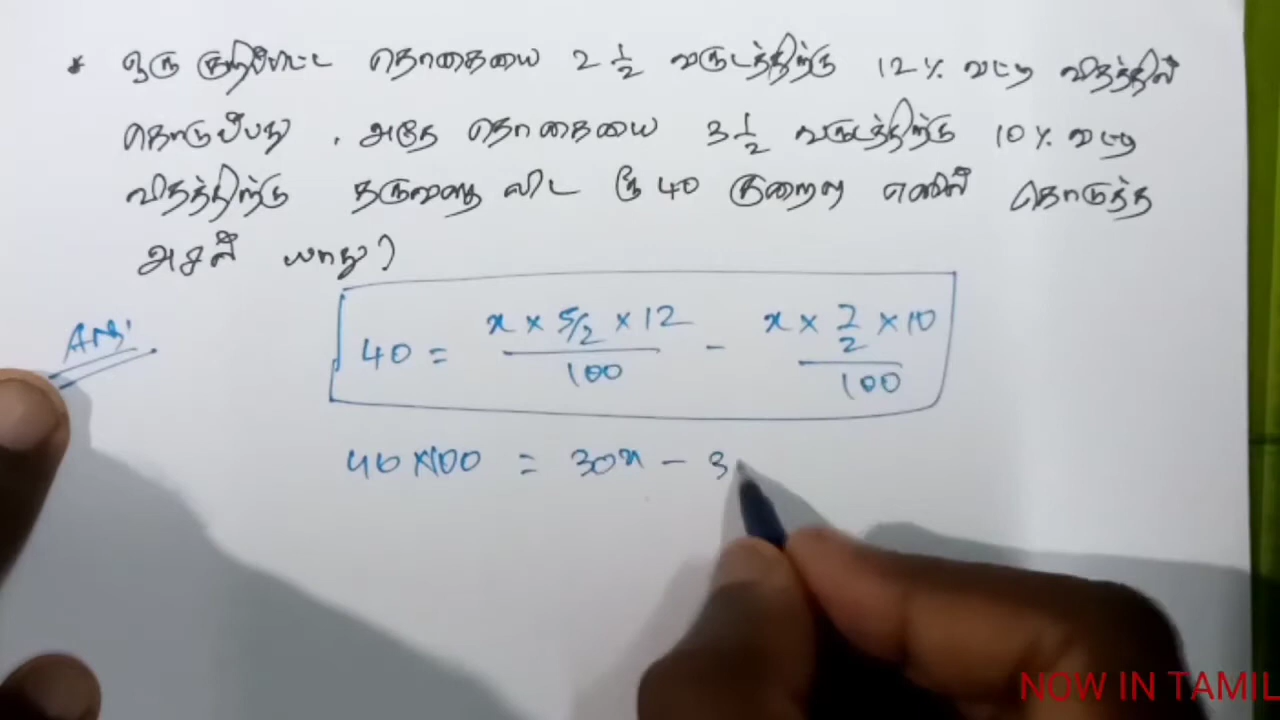 * ஒரு குறிப்பிட்ட தொகையை 2 1/2 வருடத்திற்கு 12% வட்டி விதத்தில்
கொடுப்பது , அதே தொகையை 3 1/2 வருடத்திற்கு 10% வட்டி
விதத்திற்கு தருவதை விட ரூ 40 குறைவு எனில் கொடுத்த
அசல் யாது?
Ans:
40 = x × 5/2 × 12 / 100 - x × 7/2 × 10 / 100
40 × 100 = 30x - 3
NOW IN TAMIL